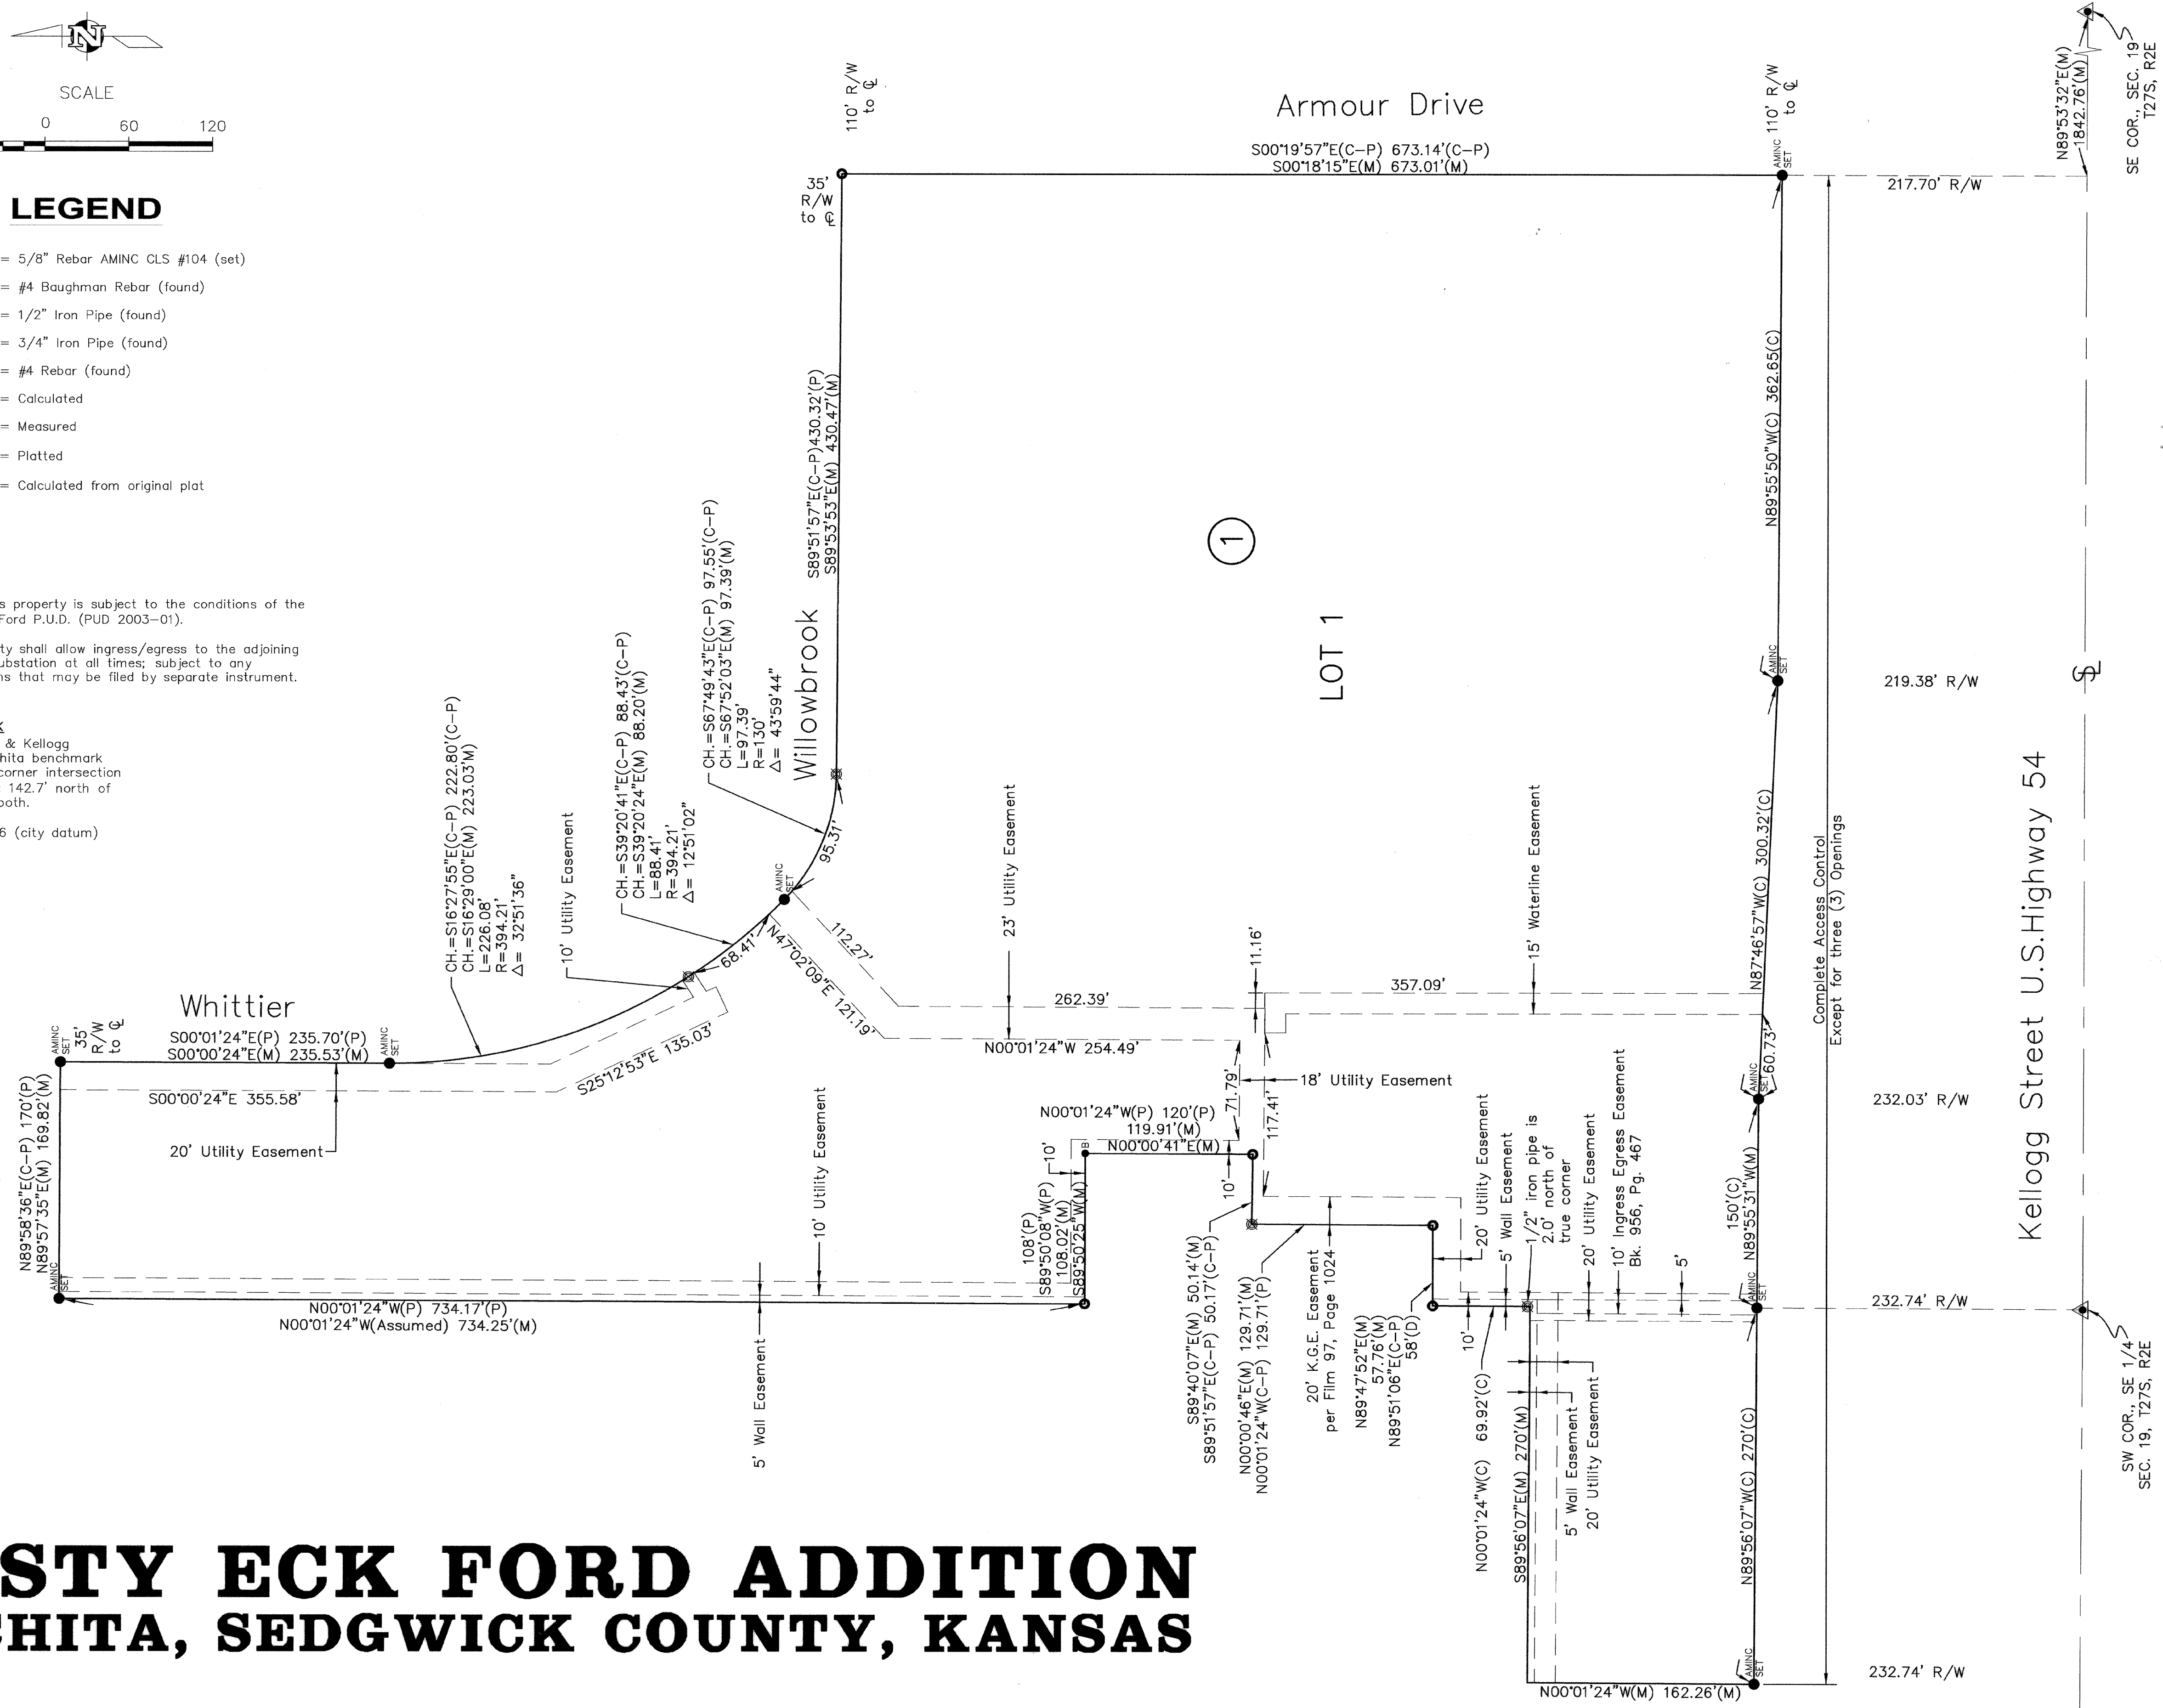 N
SCALE
0 60 120
LEGEND
= 5/8" Rebar AMINC CLS #104 (set)
= #4 Baughman Rebar (found)
= 1/2" Iron Pipe (found)
= 3/4" Iron Pipe (found)
= #4 Rebar (found)
= Calculated
= Measured
= Platted
= Calculated from original plat
s property is subject to the conditions of the
Ford P.U.D. (PUD 2003-01).
ty shall allow ingress/egress to the adjoining
ubstation at all times; subject to any
ns that may be filed by separate instrument.
K
& Kellogg
hita benchmark
corner intersection
142.7' north of
ooth.
6 (city datum)
110' R/W
to ℄
Armour Drive
S00°19'57"E(C-P) 673.14'(C-P)
S00°18'15"E(M) 673.01'(M)
110' R/W
to ℄
AMINC
SET
35'
R/W
to ℄
N89°53'32"E(M)
1842.76'(M)
SE COR., SEC. 19
T27S, R2E
217.70' R/W
N89°55'50"W(C) 362.65(C)
S89°51'57"E(C-P)430.32'(P)
S89°53'53"E(M) 430.47'(M)
Willowbrook
1
LOT 1
AMINC
SET
219.38' R/W
CH.=S67°49'43"E(C-P) 97.55'(C-P)
CH.=S67°52'03"E(M) 97.39'(M)
L=97.39'
R=130'
△= 43°59'44"
CH.=S39°20'41"E(C-P) 88.43'(C-P)
CH.=S39°20'24"E(M) 88.20'(M)
L=88.41'
R=394.21'
△= 12°51'02"
CH.=S16°27'55"E(C-P) 222.80'(C-P)
CH.=S16°29'00"E(M) 223.03'M)
L=226.08'
R=394.21'
△= 32°51'36"
10' Utility Easement
95.31'
AMINC
SET
68.41'
112.27'
N47°02'09"E 121.19'
23' Utility Easement
262.39'
N00°01'24"W 254.49'
11.16'
357.09'
15' Waterline Easement
N87°46'57"W(C) 300.32'(C)
Complete Access Control
Except for three (3) Openings
Kellogg Street U.S.Highway 54
Whittier
AMINC
SET
35'
R/W
to ℄
S00°01'24"E(P) 235.70'(P)
S00°00'24"E(M) 235.53'(M)
AMINC
SET
S25°12'53"E 135.03'
S00°00'24"E 355.58'
20' Utility Easement
N89°58'36"E(C-P) 170'(P)
N89°57'35"E(M) 169.82'(M)
AMINC
SET
10' Utility Easement
N00°01'24"W(P) 734.17'(P)
N00°01'24"W(Assumed) 734.25'(M)
5' Wall Easement
N00°01'24"W(P) 120'(P)
119.91'(M)
N00°00'41"E(M)
10'
B
108'(P)
S89°50'08"W(P)
108.02'(M)
S89°50'25"W(M)
71.79'
18' Utility Easement
117.41'
10'
S89°40'07"E(M) 50.14'(M)
S89°51'57"E(C-P) 50.17'(C-P)
N00°00'46"E(M) 129.71'(M)
N00°01'24"W(C-P) 129.71'(P)
20' K.G.E. Easement
per Film 97, Page 1024
N89°47'52"E(M)
57.76'(M)
N89°51'06"E(C-P)
58'(D)
20' Utility Easement
5' Wall Easement
1/2" iron pipe is
2.0' north of
true corner
20' Utility Easement
10' Ingress Egress Easement
Bk. 956, Pg. 467
5'
10'
60.73'
AMINC
SET
232.03' R/W
150'(C)
N89°55'31"W(M)
AMINC
SET
232.74' R/W
N00°01'24"W(C) 69.92'(C)
S89°56'07"E(M) 270'(M)
5' Wall Easement
20' Utility Easement
N89°56'07"W(C) 270'(C)
AMINC
SET
232.74' R/W
N00°01'24"W(M) 162.26'(M)
SW COR., SE 1/4
SEC. 19, T27S, R2E
STY ECK FORD ADDITION
CHITA, SEDGWICK COUNTY, KANSAS